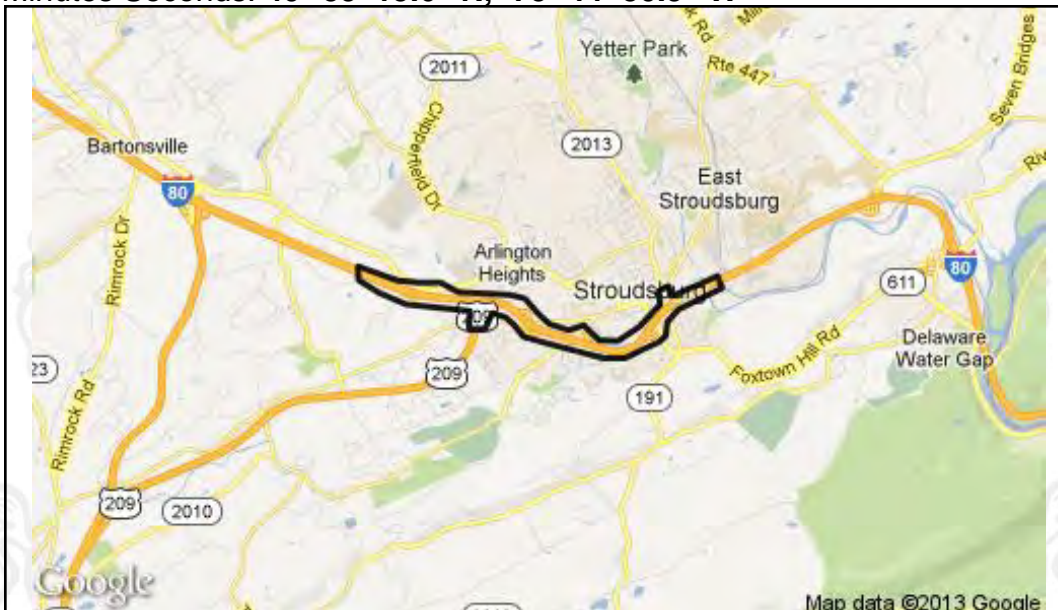 Yetter Park
2011
Rte 447
Seven Bridges
Chipperfield Dr
2013
Bartonsville
80
East
Stroudsburg
Rimrock Dr
Arlington
Heights
80
Stroudsburg
611
209
Delaware
Water Gap
209
Foxtown Hill Rd
23
191
Rimrock Rd
209
2010
Google
Map data ©2013 Google